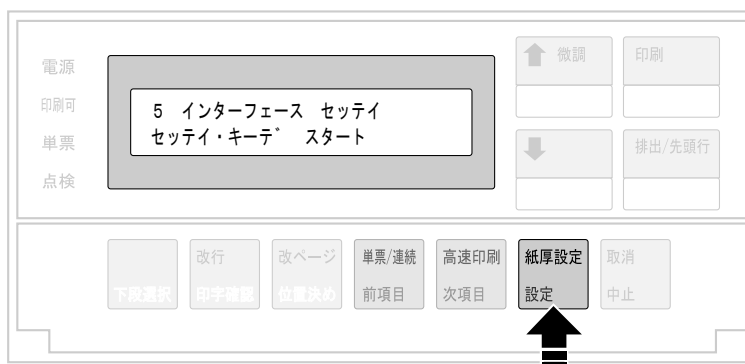 電源
印刷可
単票
点検
5 インターフェース セッテイ
セッテイ・キーデ゛ スタート
微調
印刷
排出/先頭行
改行
改ページ
単票/連続
高速印刷
紙厚設定
取消
下段選択
印字確認
位置決め
前項目
次項目
設定
中止